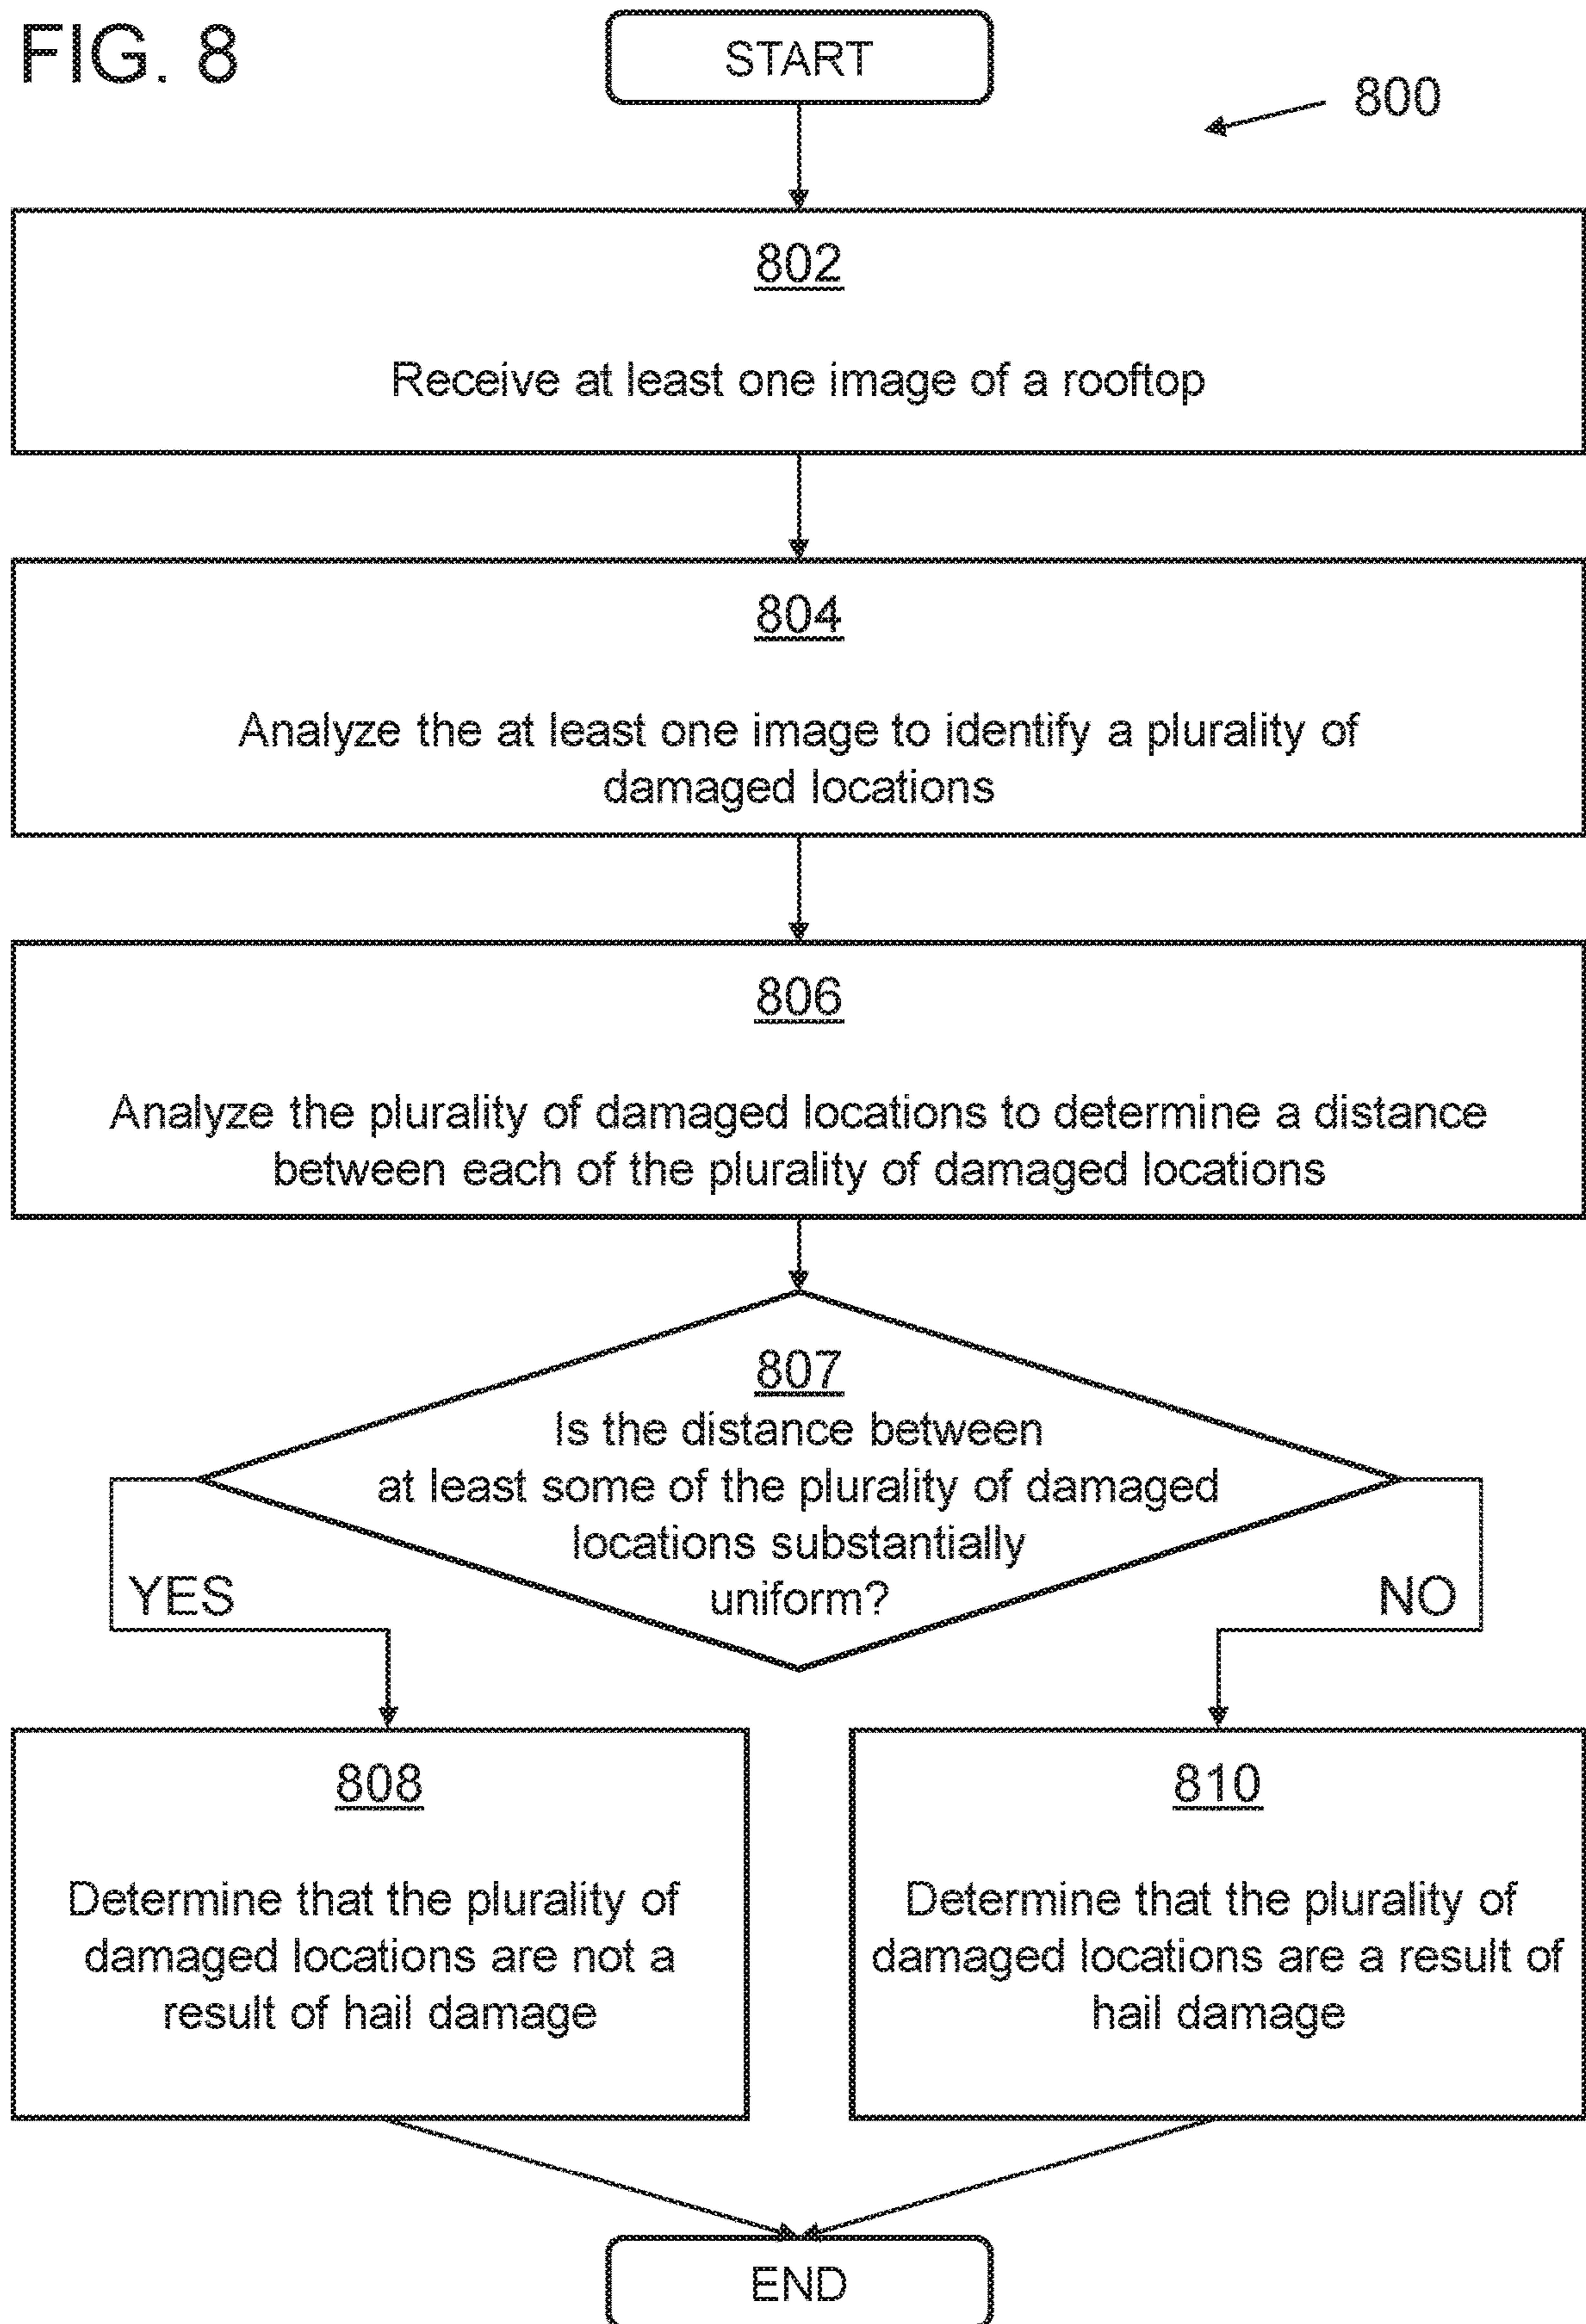 FIG. 8
START
800
802
Receive at least one image of a rooftop
804
Analyze the at least one image to identify a plurality of
damaged locations
806
Analyze the plurality of damaged locations to determine a distance
between each of the plurality of damaged locations
807
Is the distance between
at least some of the plurality of damaged
locations substantially
uniform?
YES
NO
808
Determine that the plurality of
damaged locations are not a
result of hail damage
810
Determine that the plurality of
damaged locations are a result of
hail damage
END